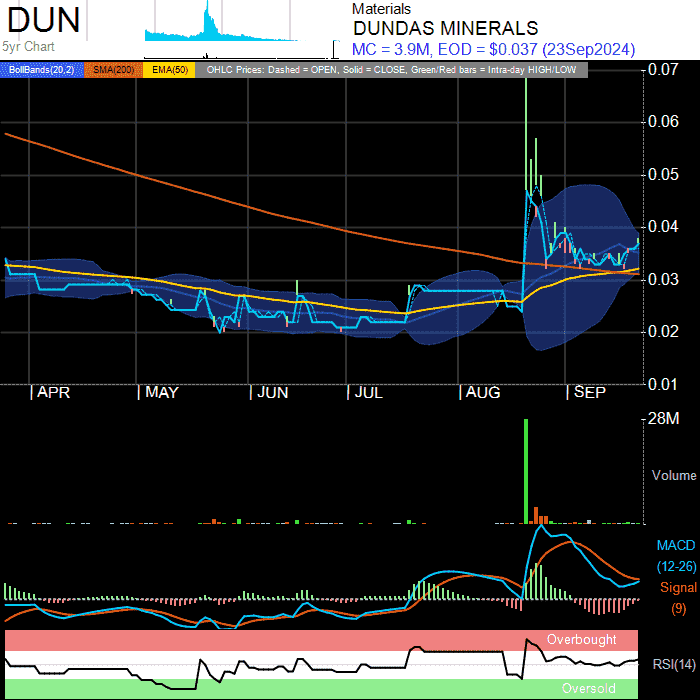 DUN
5yr Chart
Materials
DUNDAS MINERALS
MC = 3.9M, EOD = $0.037 (23Sep2024)
BollBands(20,2) SMA(200) EMA(50) OHLC Prices: Dashed = OPEN, Solid = CLOSE, Green/Red bars = Intra-day HIGH/LOW
0.07
0.06
0.05
0.04
0.03
0.02
0.01
APR MAY JUN JUL AUG SEP
28M
Volume
MACD
(12-26)
Signal
(9)
Overbought
RSI(14)
Oversold